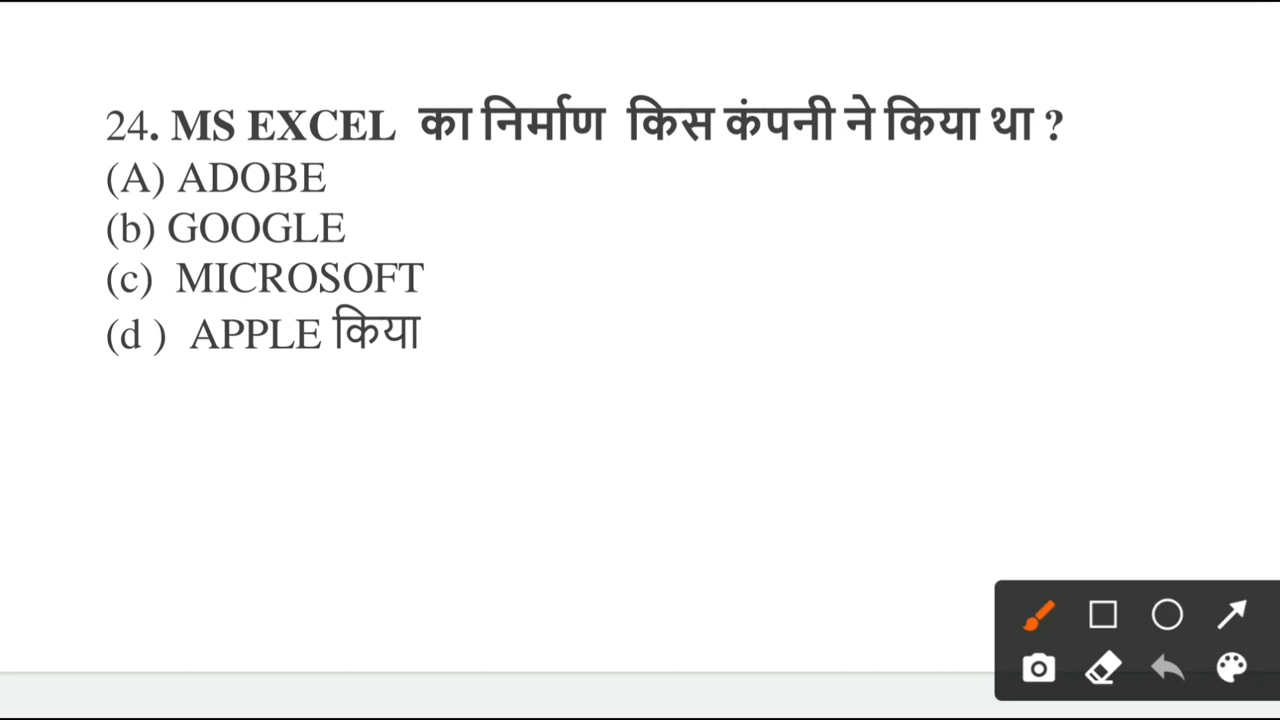 24. MS EXCEL का निर्माण किस कंपनी ने किया था ?
(A) ADOBE
(b) GOOGLE
(c) MICROSOFT
(d ) APPLE किया